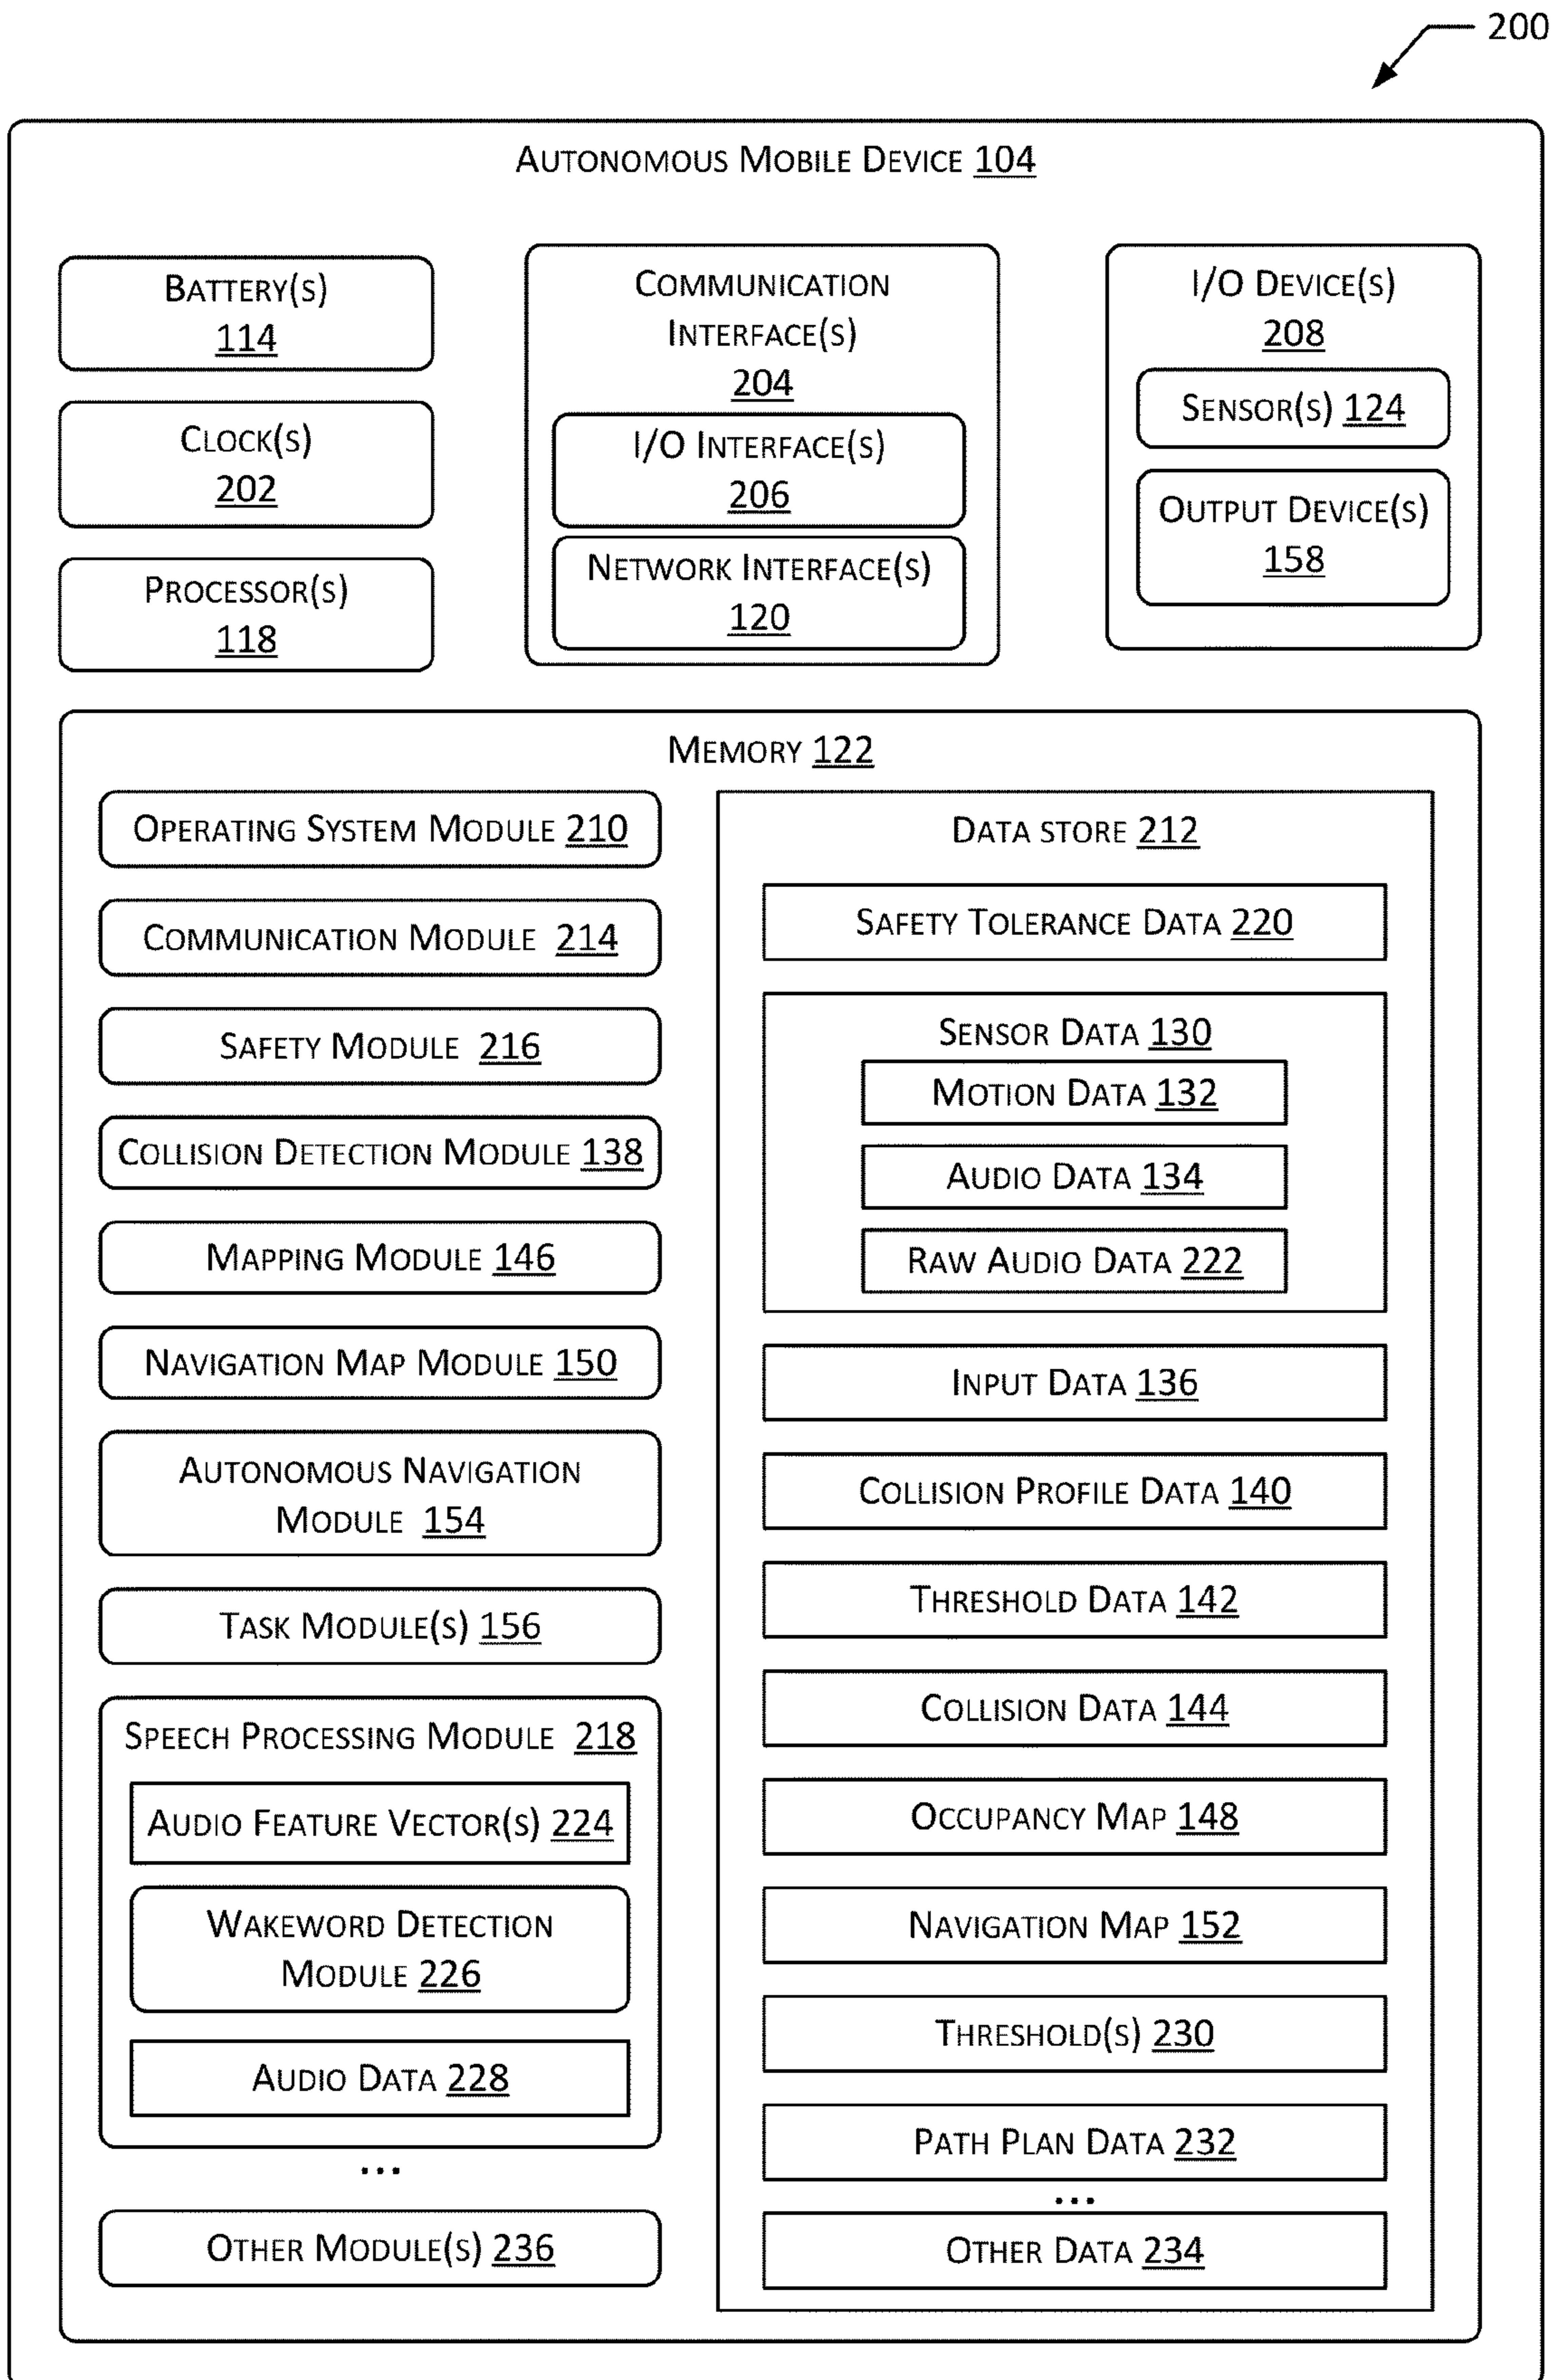 200
AUTONOMOUS MOBILE DEVICE 104
BATTERY(S)
114
CLOCK(S)
202
PROCESSOR(S)
118
COMMUNICATION
INTERFACE(S)
204
I/O INTERFACE(S)
206
NETWORK INTERFACE(S)
120
I/O DEVICE(S)
208
SENSOR(S) 124
OUTPUT DEVICE(S)
158
MEMORY 122
OPERATING SYSTEM MODULE 210
COMMUNICATION MODULE 214
SAFETY MODULE 216
COLLISION DETECTION MODULE 138
MAPPING MODULE 146
NAVIGATION MAP MODULE 150
AUTONOMOUS NAVIGATION
MODULE 154
TASK MODULE(S) 156
SPEECH PROCESSING MODULE 218
AUDIO FEATURE VECTOR(S) 224
WAKEWORD DETECTION
MODULE 226
AUDIO DATA 228
...
OTHER MODULE(S) 236
DATA STORE 212
SAFETY TOLERANCE DATA 220
SENSOR DATA 130
MOTION DATA 132
AUDIO DATA 134
RAW AUDIO DATA 222
INPUT DATA 136
COLLISION PROFILE DATA 140
THRESHOLD DATA 142
COLLISION DATA 144
OCCUPANCY MAP 148
NAVIGATION MAP 152
THRESHOLD(S) 230
PATH PLAN DATA 232
...
OTHER DATA 234